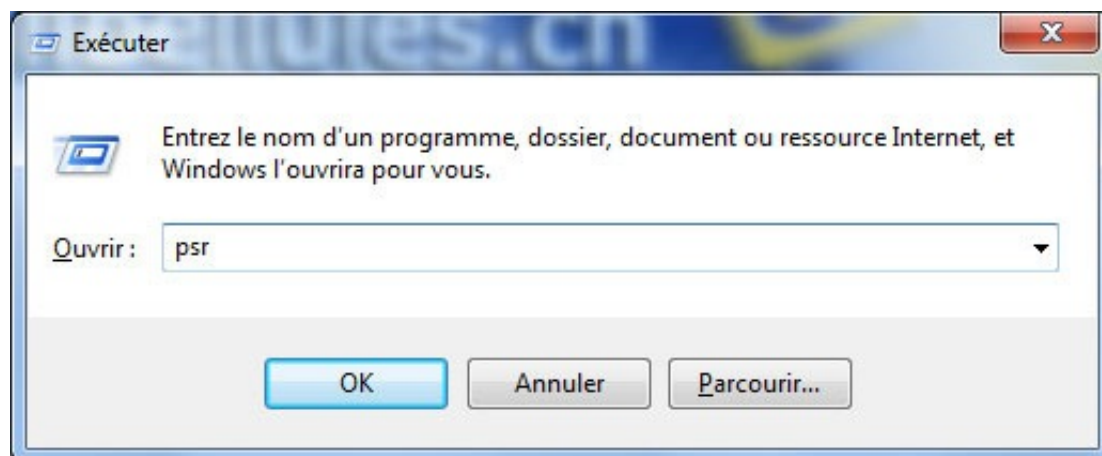 Exécuter
Entrez le nom d'un programme, dossier, document ou ressource Internet, et
Windows l'ouvrira pour vous.
Ouvrir : psr
OK Annuler Parcourir...